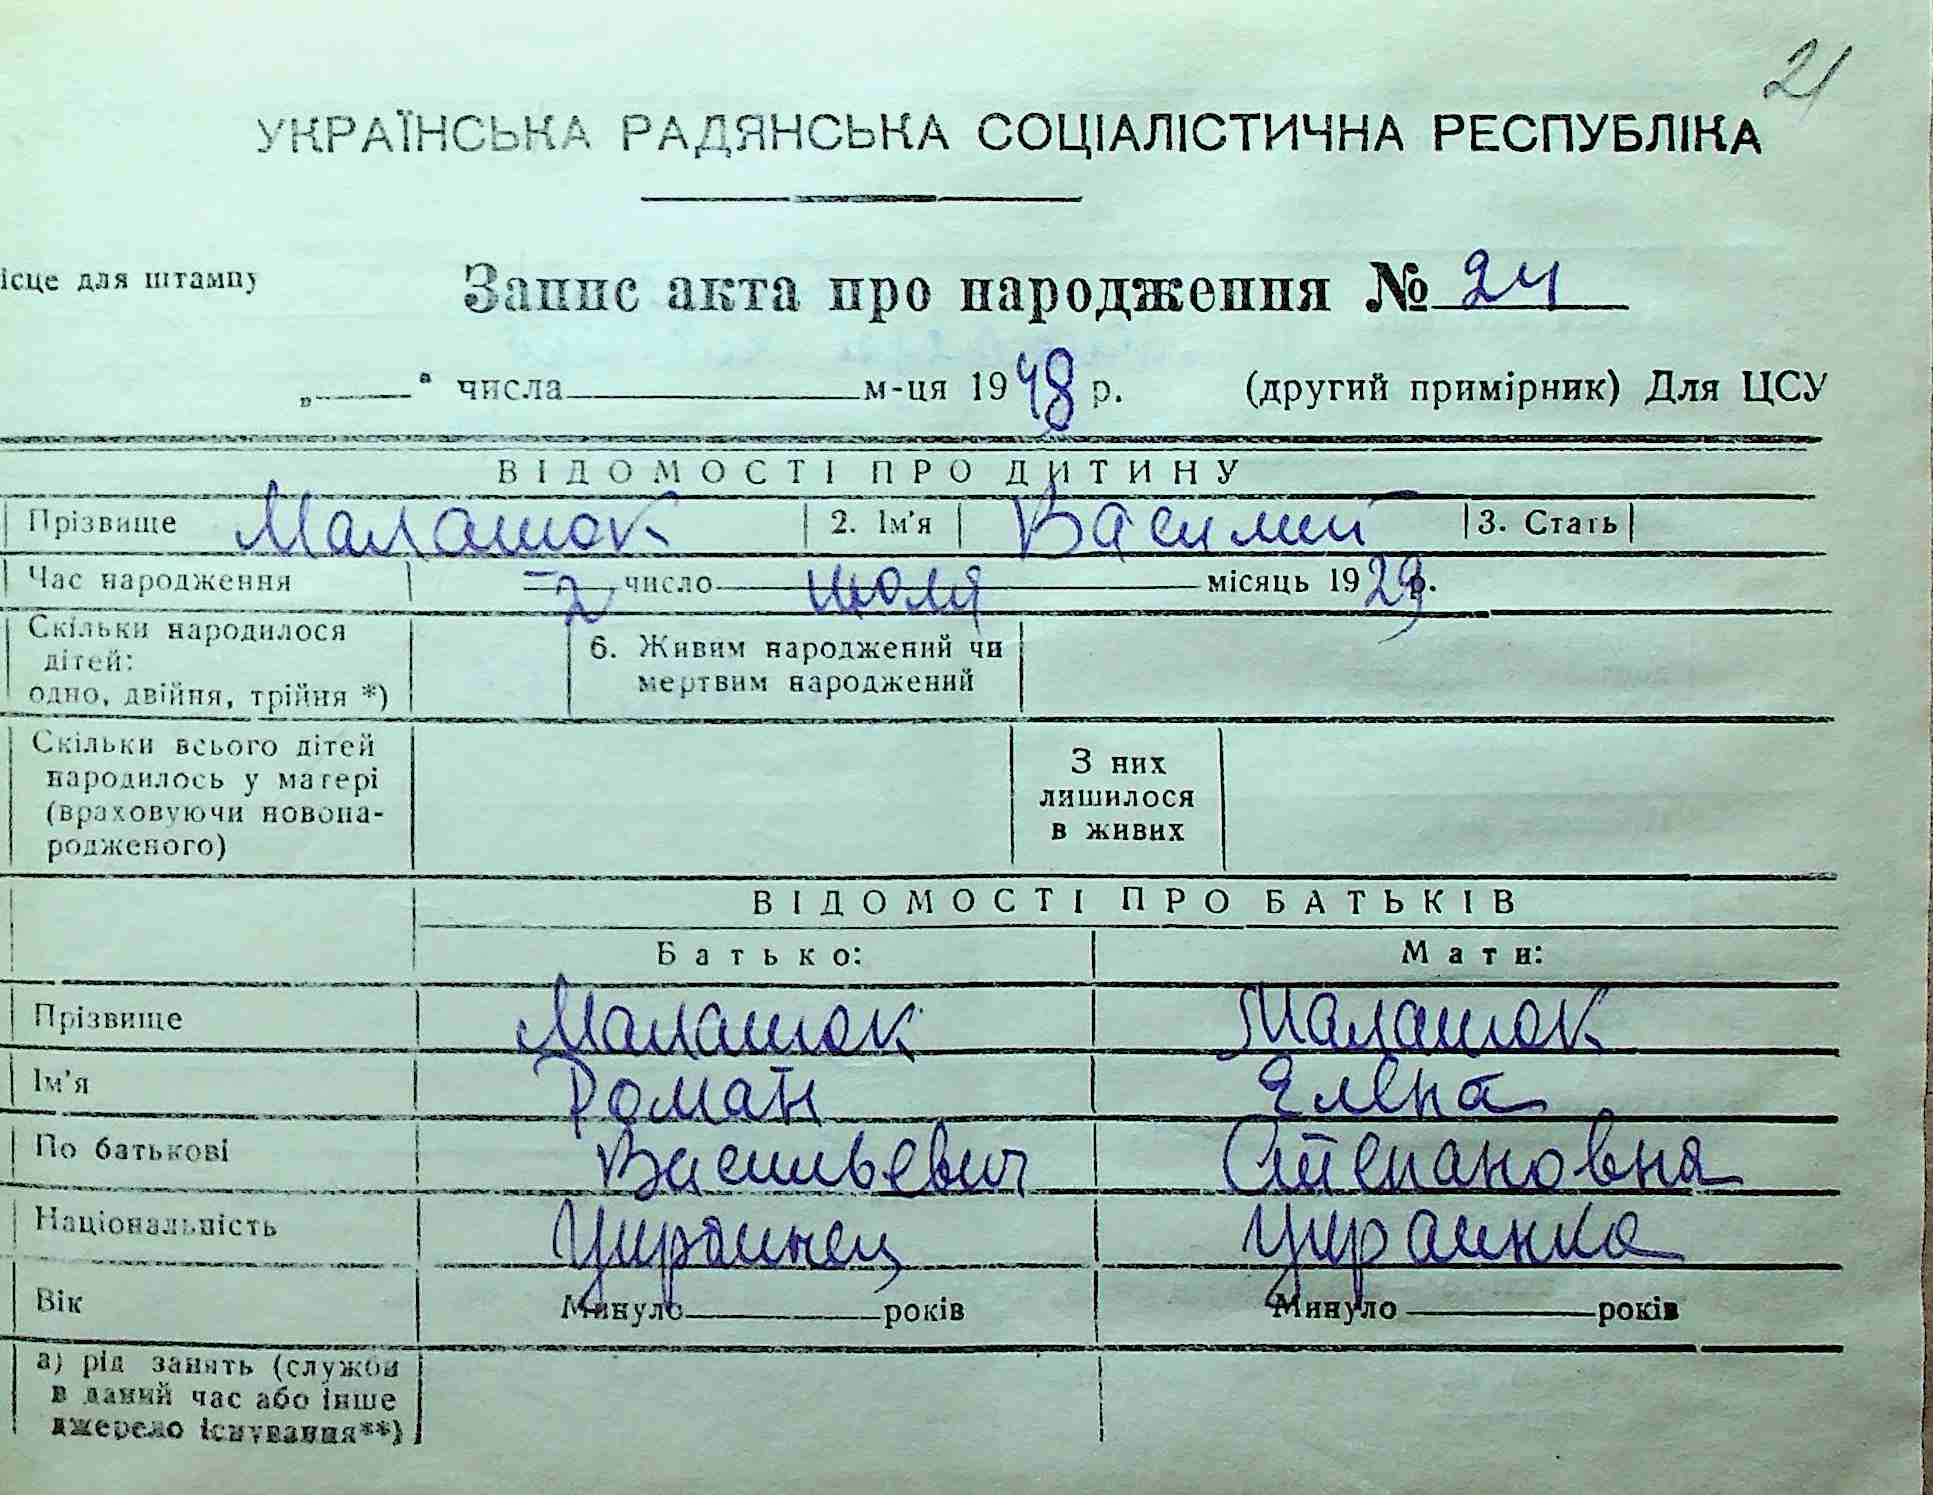 21
УКРАЇНСЬКА РАДЯНСЬКА СОЦІАЛІСТИЧНА РЕСПУБЛІКА
ісце для штампу
Запис акта про народження № 24
„ “ числа м-ця 1948 р. (другий примірник) Для ЦСУ
ВІДОМОСТІ ПРО ДИТИНУ
Прізвище Малашок 2. Ім'я Василий 3. Стать
Час народження 2 число июля місяць 1929 р.
Скільки народилося дітей: одно, двійня, трійня *)
6. Живим народжений чи мертвим народжений
Скільки всього дітей народилось у матері (враховуючи новонародженого)
З них лишилося в живих
ВІДОМОСТІ ПРО БАТЬКІВ
Батько: Мати:
Прізвище Малашок Малашок
Ім'я Роман Елена
По батькові Васильевич Степановна
Національність Украинец Украинка
Вік Минуло років Минуло років
а) рід занять (служби
в даний час або інше
джерело існування**)